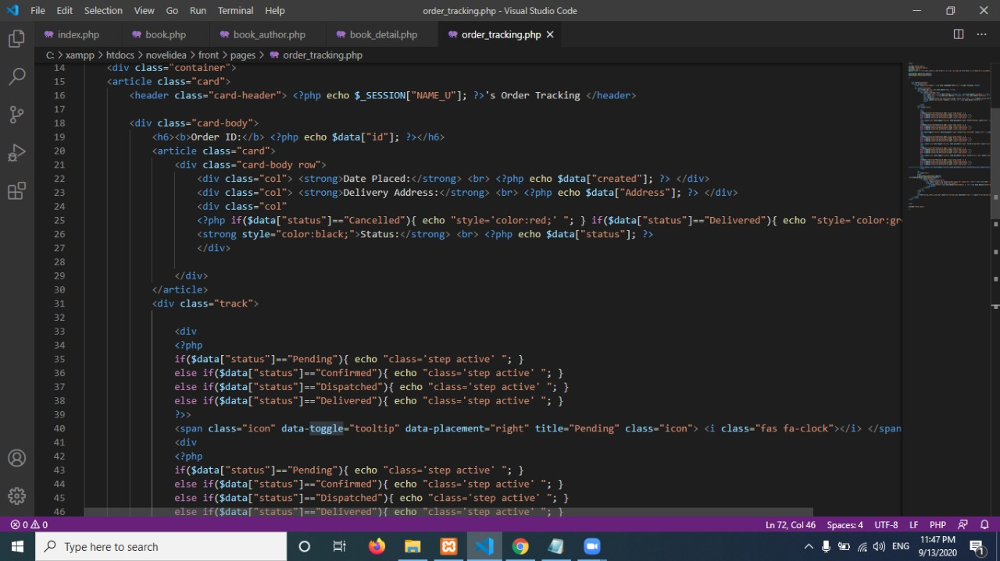 File Edit Selection View Go Run Terminal Help order_tracking.php - Visual Studio Code
index.php book.php book_author.php book_detail.php order_tracking.php
C: > xampp > htdocs > novelidea > front > pages > order_tracking.php
14 <div class="container">
15 <article class="card">
16 <header class="card-header"> <?php echo $_SESSION["NAME_U"]; ?>'s Order Tracking </header>
17
18 <div class="card-body">
19 <h6><b>Order ID:</b> <?php echo $data["id"]; ?></h6>
20 <article class="card">
21 <div class="card-body row">
22 <div class="col"> <strong>Date Placed:</strong> <br> <?php echo $data["created"]; ?> </div>
23 <div class="col"> <strong>Delivery Address:</strong> <br> <?php echo $data["Address"]; ?> </div>
24 <div class="col"
25 <?php if($data["status"]=="Cancelled"){ echo "style='color:red;' "; } if($data["status"]=="Delivered"){ echo "style='color:gr
26 <strong style="color:black;">Status:</strong> <br> <?php echo $data["status"]; ?>
27 </div>
28
29 </div>
30 </article>
31 <div class="track">
32
33 <div
34 <?php
35 if($data["status"]=="Pending"){ echo "class='step active' "; }
36 else if($data["status"]=="Confirmed"){ echo "class='step active' "; }
37 else if($data["status"]=="Dispatched"){ echo "class='step active' "; }
38 else if($data["status"]=="Delivered"){ echo "class='step active' "; }
39 ?>>
40 <span class="icon" data-toggle="tooltip" data-placement="right" title="Pending" class="icon"> <i class="fas fa-clock"></i> </span
41 <div
42 <?php
43 if($data["status"]=="Pending"){ echo "class='step active' "; }
44 else if($data["status"]=="Confirmed"){ echo "class='step active' "; }
45 else if($data["status"]=="Dispatched"){ echo "class='step active' "; }
46 else if($data["status"]=="Delivered"){ echo "class='step active' "; }
0 0 Ln 72, Col 46 Spaces: 4 UTF-8 LF PHP
Type here to search ENG 11:47 PM 9/13/2020 1